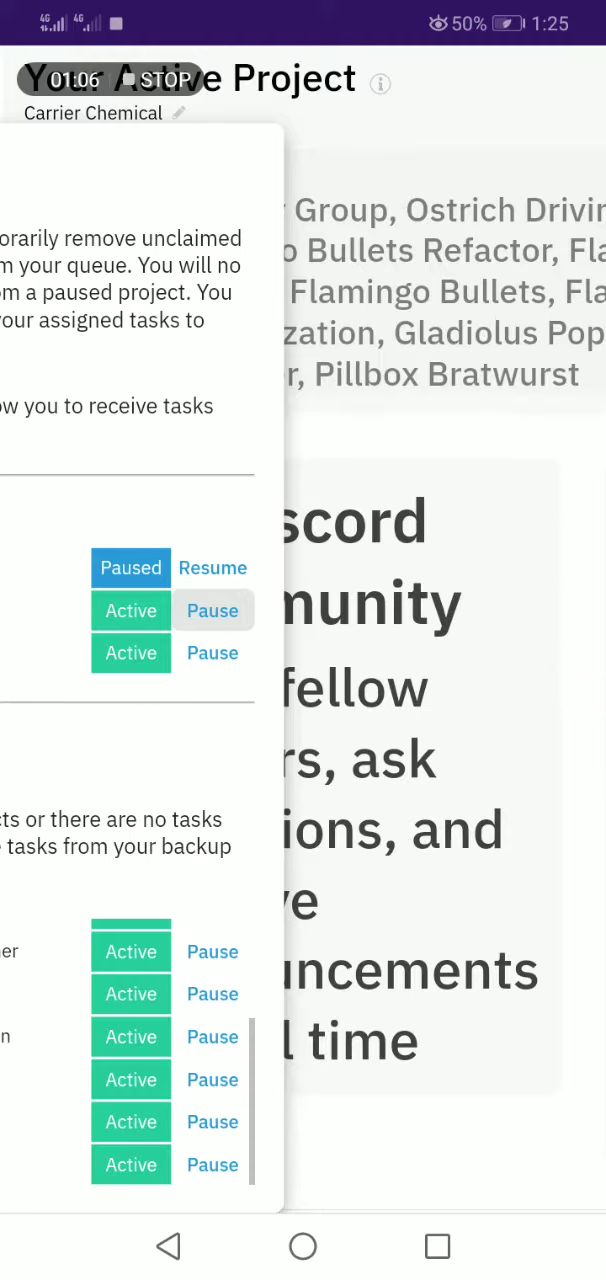 4G 4G 50% 1:25
Your Active Project
01:06 STOP
Carrier Chemical
Group, Ostrich Drivin
Bullets Refactor, Fla
orarily remove unclaimed
m your queue. You will no
Flamingo Bullets, Fla
om a paused project. You
our assigned tasks to
zation, Gladiolus Pop
r, Pillbox Bratwurst
ow you to receive tasks
scord
Paused Resume
Active Pause
munity
Active Pause
fellow
rs, ask
cts or there are no tasks
ions, and
tasks from your backup
ve
er Active Pause
uncements
Active Pause
n Active Pause
l time
Active Pause
Active Pause
Active Pause